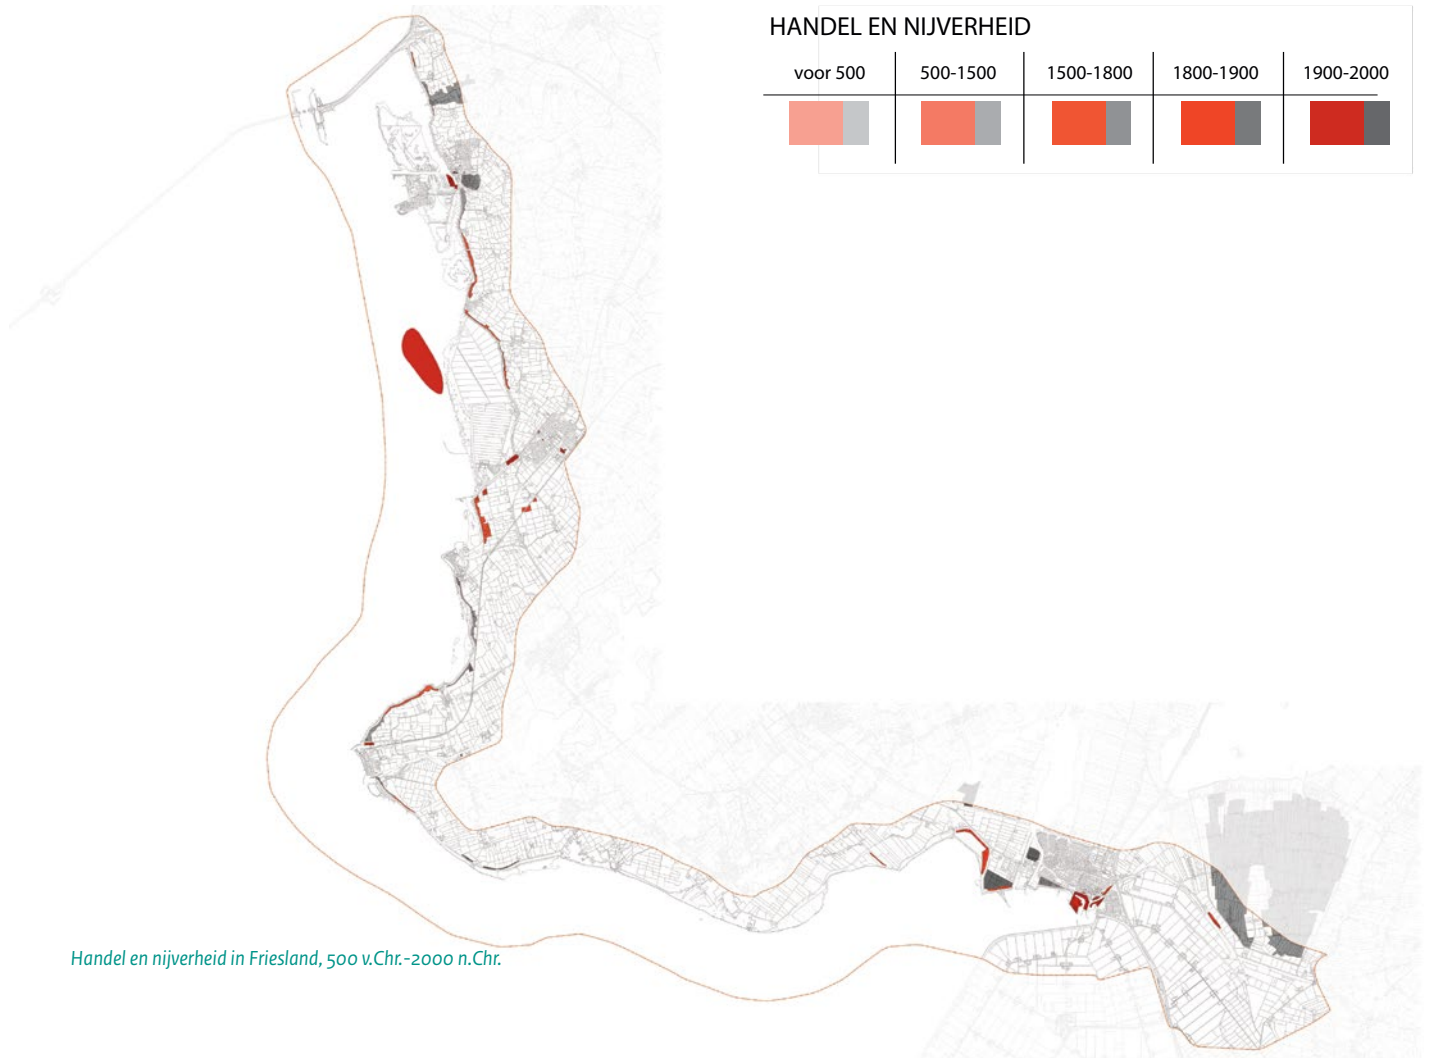 HANDEL EN NIJVERHEID
voor 500
500-1500
1500-1800
1800-1900
1900-2000
Handel en nijverheid in Friesland, 500 v.Chr.-2000 n.Chr.